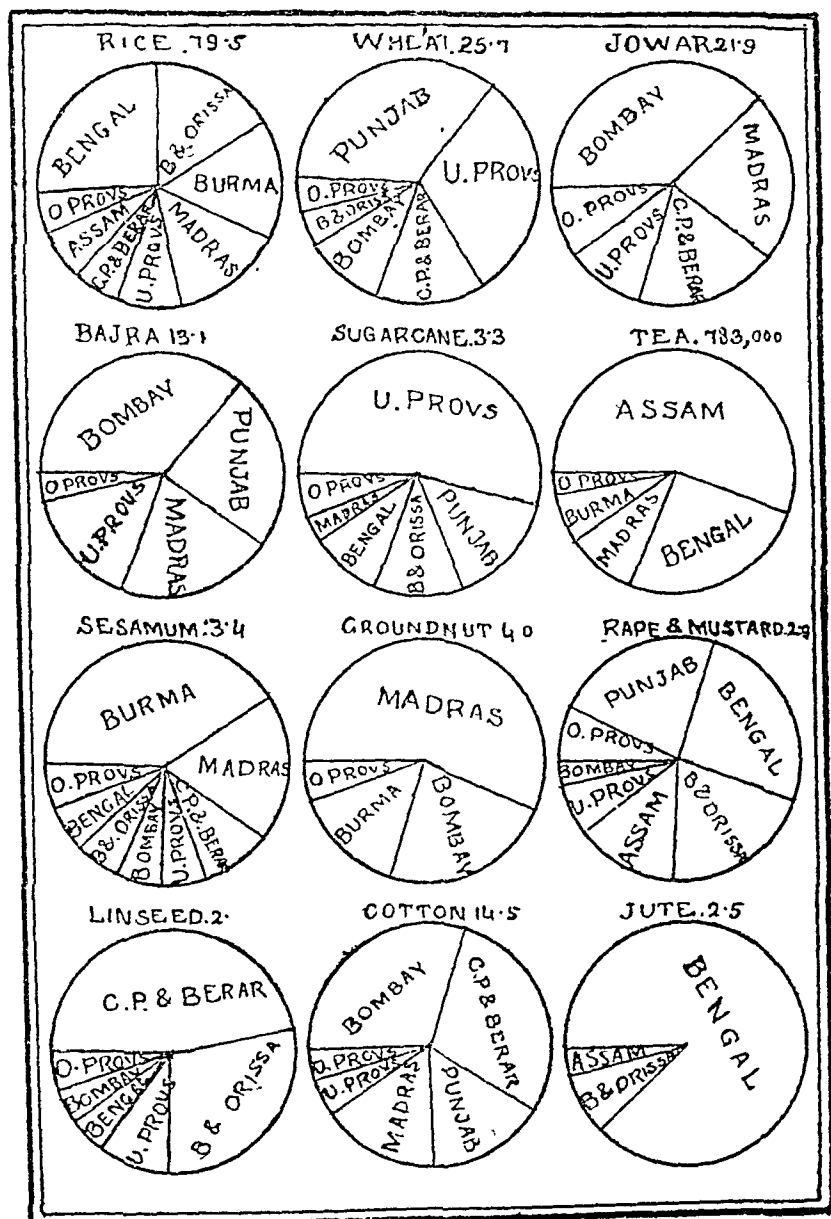 RICE .79.5
BENGAL
B & ORISSA
BURMA
MADRAS
U.PROVS
C.P.& BERAR
ASSAM
O PROVS
WHEAT.25.7
PUNJAB
U.PROVS
C.P.& BERAR
BOMBAY
B & ORISSA
O.PROVS
JOWAR 21.9
BOMBAY
MADRAS
C.P.& BERAR
U.PROVS
O.PROVS
BAJRA 13.1
BOMBAY
PUNJAB
MADRAS
U.PROVS
O PROVS
SUGARCANE.3.3
U.PROVS
PUNJAB
B & ORISSA
BENGAL
MADRAS
O PROVS
TEA.783,000
ASSAM
BENGAL
MADRAS
BURMA
O PROVS
SESAMUM.3.4
BURMA
MADRAS
C.P.& BERAR
U.PROVS
BOMBAY
B & ORISSA
BENGAL
O.PROVS
GROUNDNUT 4 0
MADRAS
BOMBAY
BURMA
O PROVS
RAPE & MUSTARD.
PUNJAB
BENGAL
B & ORISSA
ASSAM
U.PROVS
BOMBAY
O.PROVS
LINSEED.2.
C.P. & BERAR
B & ORISSA
U.PROVS
BENGAL
BOMBAY
O.PROVS
COTTON 14.5
BOMBAY
C.P.& BERAR
PUNJAB
MADRAS
U.PROVS
O.PROVS
JUTE.2.5
BENGAL
B & ORISSA
ASSAM